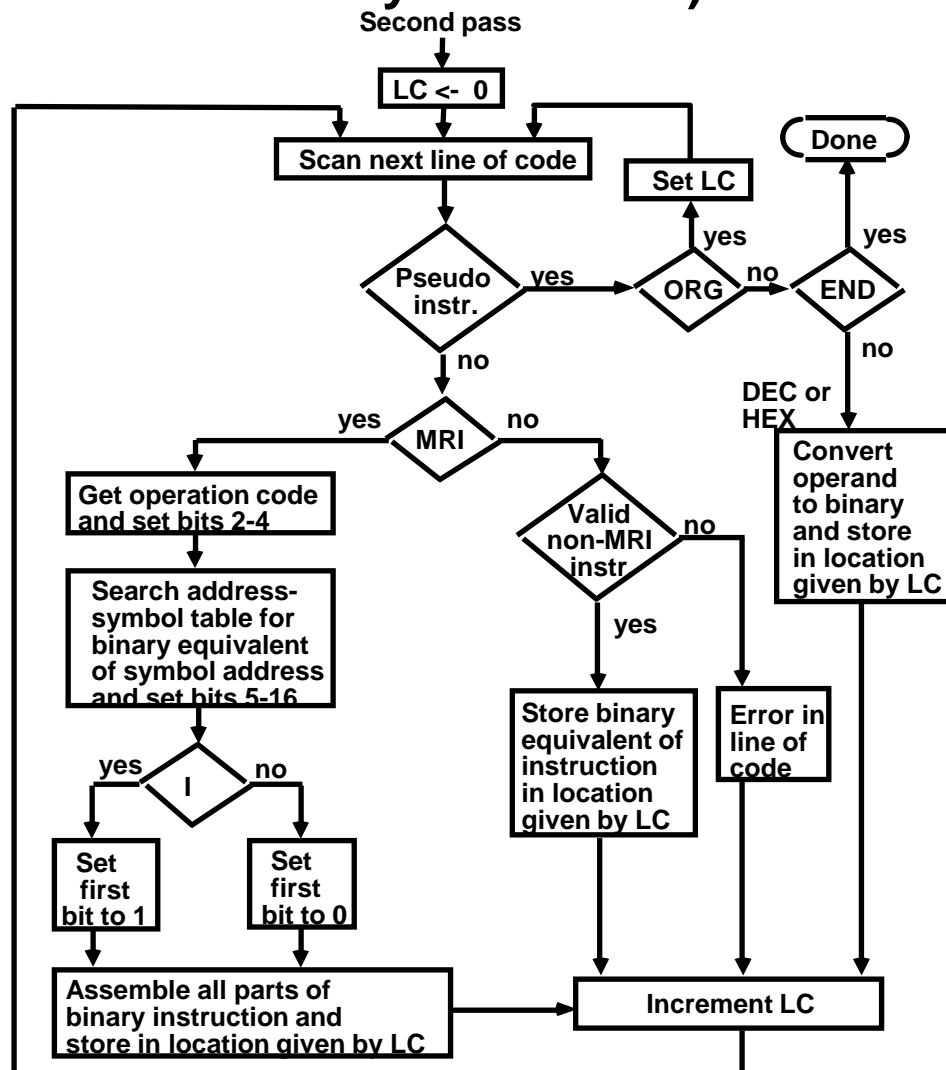 Second pass
LC <- 0
Scan next line of code
Done
Set LC
yes
yes
Pseudo
instr.
yes
ORG
no
END
no
no
DEC or
HEX
yes
MRI
no
Convert
operand
to binary
and store
in location
given by LC
Get operation code
and set bits 2-4
Valid
non-MRI
instr
no
Search address-
symbol table for
binary equivalent
of symbol address
and set bits 5-16
yes
Store binary
equivalent of
instruction
in location
given by LC
Error in
line of
code
yes
I
no
Set
first
bit to 1
Set
first
bit to 0
Assemble all parts of
binary instruction and
store in location given by LC
Increment LC